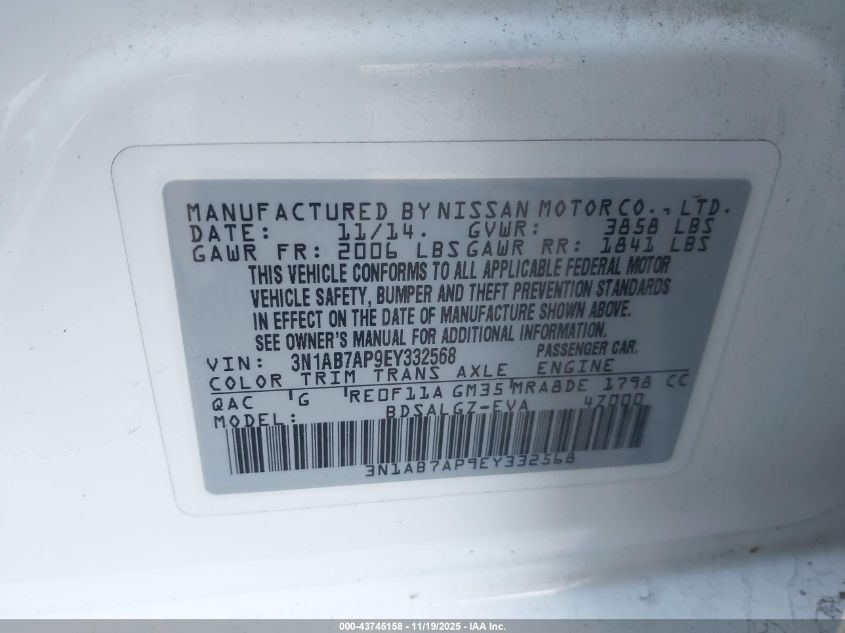 MANUFACTURED BY NISSAN MOTOR CO., LTD.
DATE: 11/14. GVWR: 3858 LBS
GAWR FR: 2006 LBS GAWR RR: 1841 LBS
THIS VEHICLE CONFORMS TO ALL APPLICABLE FEDERAL MOTOR
VEHICLE SAFETY, BUMPER AND THEFT PREVENTION STANDARDS
IN EFFECT ON THE DATE OF MANUFACTURE SHOWN ABOVE.
SEE OWNER'S MANUAL FOR ADDITIONAL INFORMATION.
VIN: 3N1AB7AP9EY332568 PASSENGER CAR.
COLOR TRIM TRANS AXLE ENGINE
QAC G RE0F11A GM35 MRA8DE 1798 CC
MODEL: BDSALGZ-EVA 47000
3N1AB7AP9EY332568
000-43745158 - 11/19/2025 - IAA Inc.